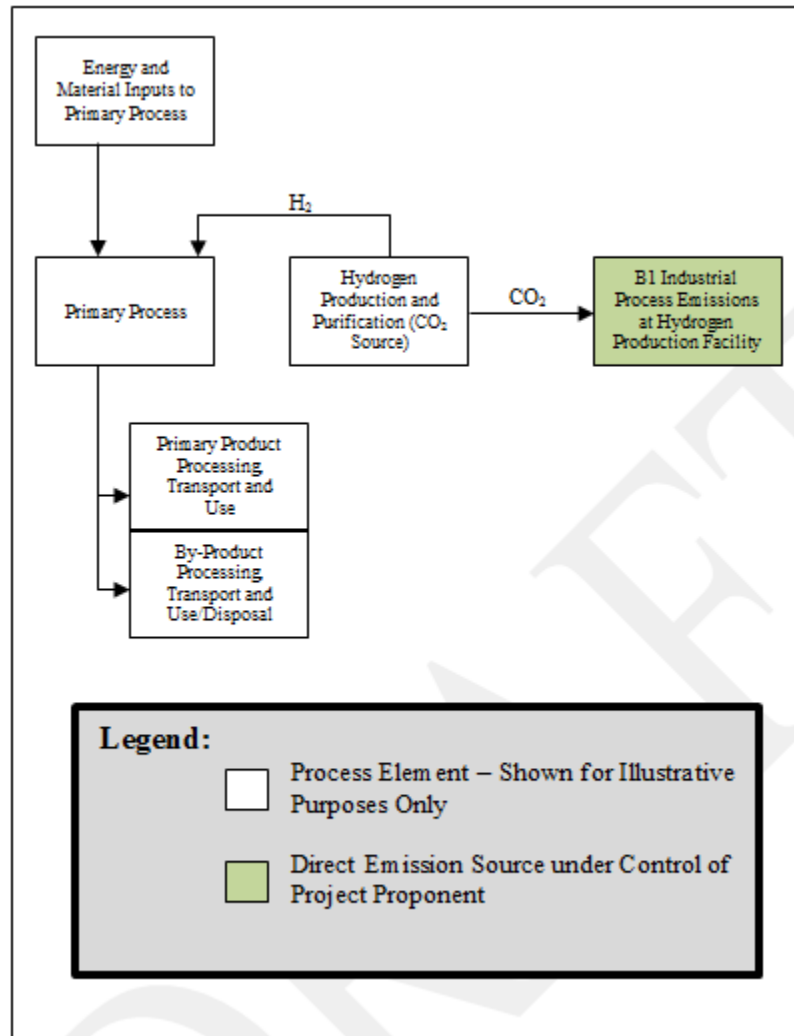 Energy and
Material Inputs to
Primary Process
H₂
Primary Process
Hydrogen
Production and
Purification (CO₂
Source)
CO₂
B1 Industrial
Process Emissions
at Hydrogen
Production Facility
Primary Product
Processing,
Transport and
Use
By-Product
Processing,
Transport and
Use/Disposal
Legend:
Process Element – Shown for Illustrative
Purposes Only
Direct Emission Source under Control of
Project Proponent